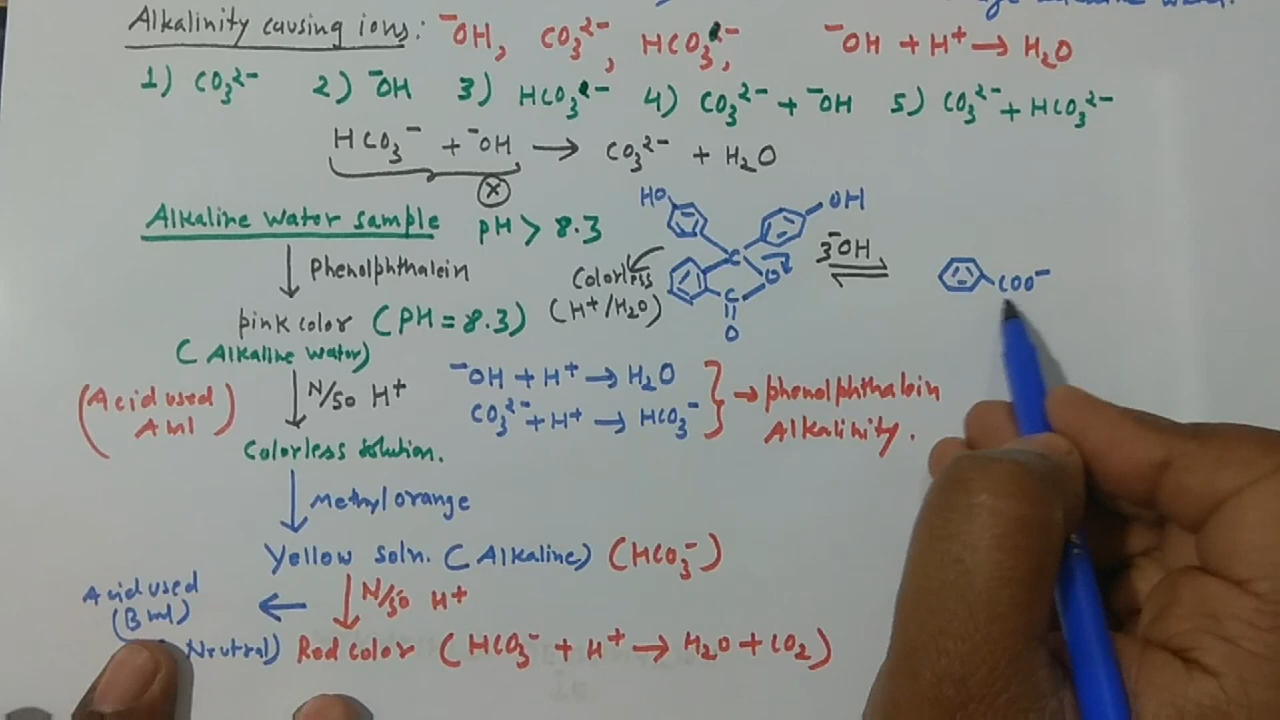 Alkalinity causing ions: ⁻OH, CO₃²⁻, HCO₃²⁻, ⁻OH + H⁺ → H₂O
1) CO₃²⁻ 2) ⁻OH 3) HCO₃⁻ 4) CO₃²⁻ + ⁻OH 5) CO₃²⁻ + HCO₃²⁻
HCO₃⁻ + ⁻OH → CO₃²⁻ + H₂O
x
Alkaline water sample pH > 8.3
HO OH
Phenolphthalein
Colorless C O 3⁻OH COO⁻
pink color (PH = 8.3) (H⁺/H₂O) C
O
(Alkaline water)
(Acid used N/50 H⁺ ⁻OH + H⁺ → H₂O } → phenolphthalein
A ml) CO₃²⁻ + H⁺ → HCO₃⁻ Alkalinity.
Colorless solution.
Methyl orange
Yellow soln. (Alkaline) (HCO₃⁻)
Acid used ← N/50 H⁺
(B ml)
Neutral) Red color (HCO₃⁻ + H⁺ → H₂O + CO₂)